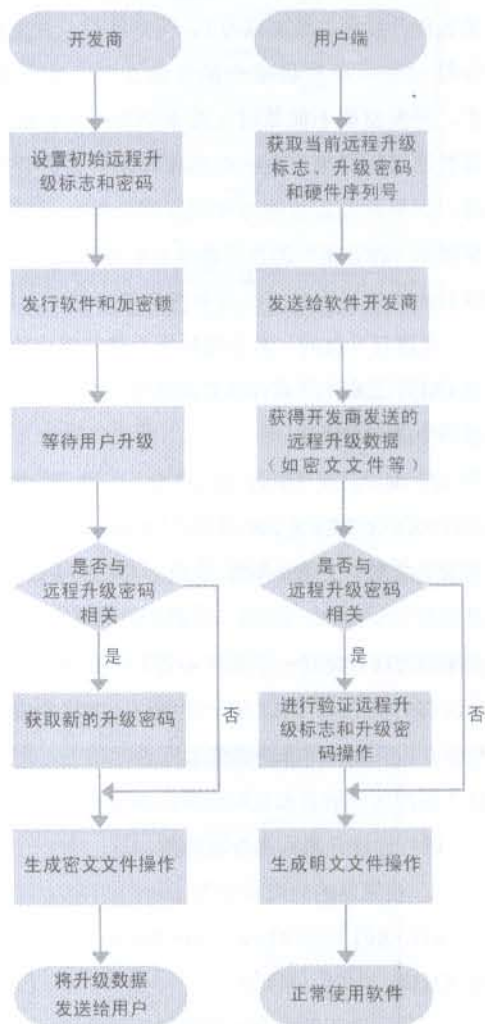 开发商
设置初始远程升
级标志和密码
发行软件和加密锁
等待用户升级
是否与
远程升级密码
相关
是
否
获取新的升级密码
生成密文文件操作
将升级数据
发送给用户
用户端
获取当前远程升级
标志、升级密码
和硬件序列号
发送给软件开发商
获得开发商发送的
远程升级数据
（如密文文件等）
是否与
远程升级密码
相关
是
否
进行验证远程升
级标志和升级密
码操作
生成明文文件操作
正常使用软件